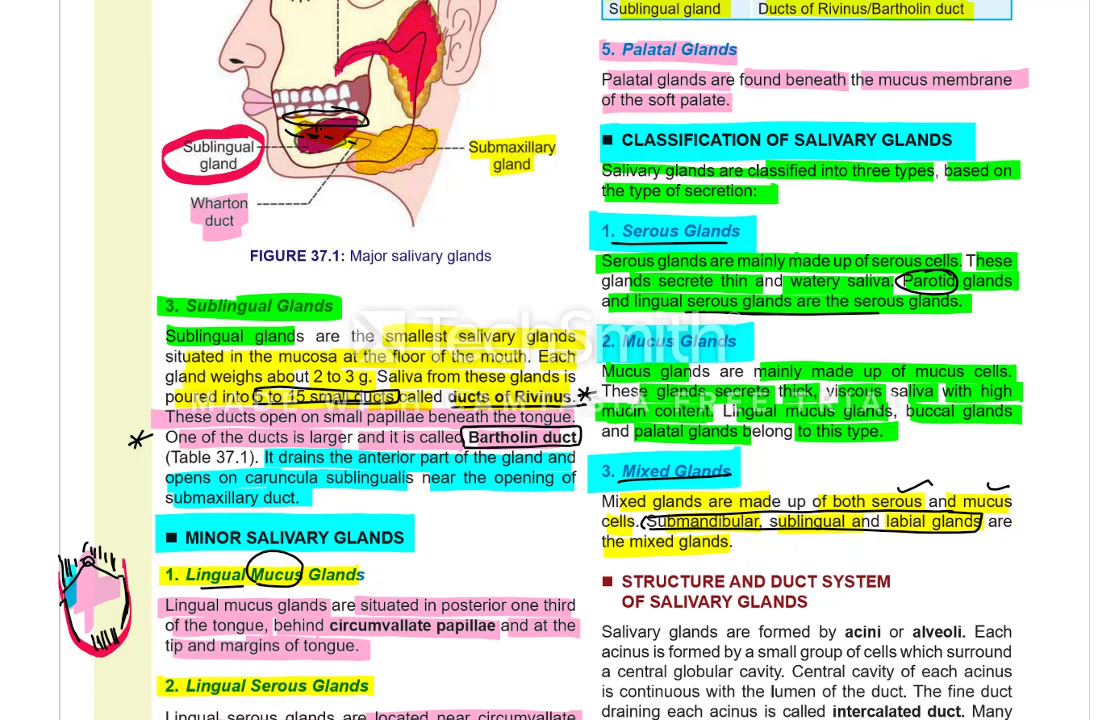 Sublingual
gland
Submaxillary
gland
Wharton
duct
FIGURE 37.1: Major salivary glands
3. Sublingual Glands
Sublingual glands are the smallest salivary glands
situated in the mucosa at the floor of the mouth. Each
gland weighs about 2 to 3 g. Saliva from these glands is
poured into 5 to 15 small ducts called ducts of Rivinus.
These ducts open on small papillae beneath the tongue.
One of the ducts is larger and it is called Bartholin duct
(Table 37.1). It drains the anterior part of the gland and
opens on caruncula sublingualis near the opening of
submaxillary duct.
MINOR SALIVARY GLANDS
1. Lingual Mucus Glands
Lingual mucus glands are situated in posterior one third
of the tongue, behind circumvallate papillae and at the
tip and margins of tongue.
2. Lingual Serous Glands
Lingual serous glands are located near circumvallate
Sublingual gland Ducts of Rivinus/Bartholin duct
5. Palatal Glands
Palatal glands are found beneath the mucus membrane
of the soft palate.
CLASSIFICATION OF SALIVARY GLANDS
Salivary glands are classified into three types, based on
the type of secretion:
1. Serous Glands
Serous glands are mainly made up of serous cells. These
glands secrete thin and watery saliva. Parotid glands
and lingual serous glands are the serous glands.
2. Mucus Glands
Mucus glands are mainly made up of mucus cells.
These glands secrete thick, viscous saliva with high
mucin content. Lingual mucus glands, buccal glands
and palatal glands belong to this type.
3. Mixed Glands
Mixed glands are made up of both serous and mucus
cells. Submandibular, sublingual and labial glands are
the mixed glands.
STRUCTURE AND DUCT SYSTEM
OF SALIVARY GLANDS
Salivary glands are formed by acini or alveoli. Each
acinus is formed by a small group of cells which surround
a central globular cavity. Central cavity of each acinus
is continuous with the lumen of the duct. The fine duct
draining each acinus is called intercalated duct. Many
TechSmith